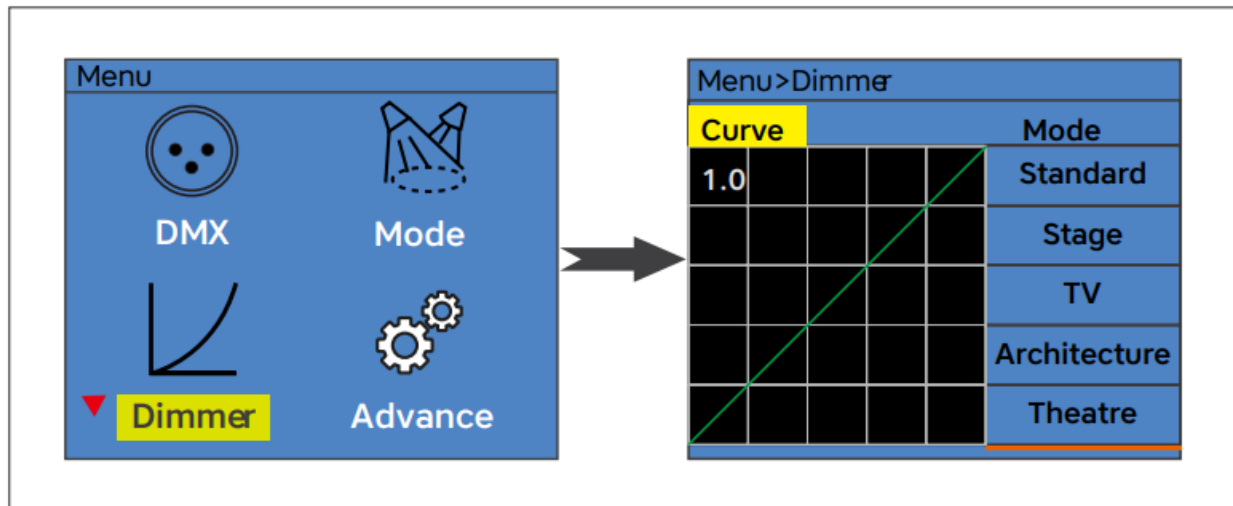 Menu
DMX
Mode
Dimmer
Advance
Menu>Dimmer
Curve
Mode
1.0
Standard
Stage
TV
Architecture
Theatre